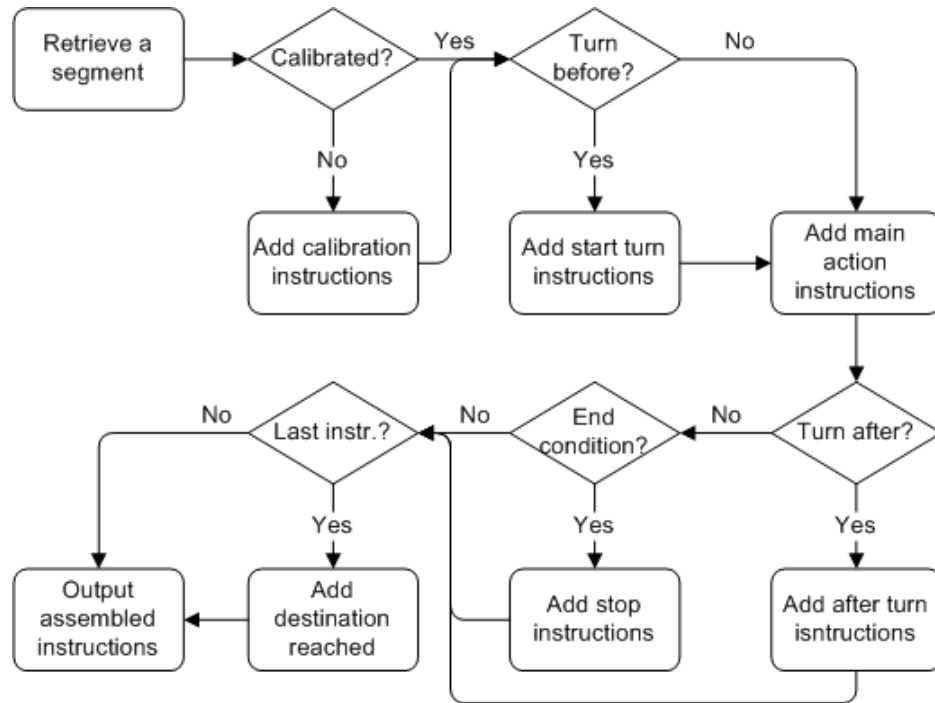 Retrieve a
segment
Calibrated?
Yes
Turn
before?
No
No
Yes
Add calibration
instructions
Add start turn
instructions
Add main
action
instructions
No
Last instr.?
No
End
condition?
No
Turn after?
Yes
Yes
Yes
Output
assembled
instructions
Add
destination
reached
Add stop
instructions
Add after turn
isntructions